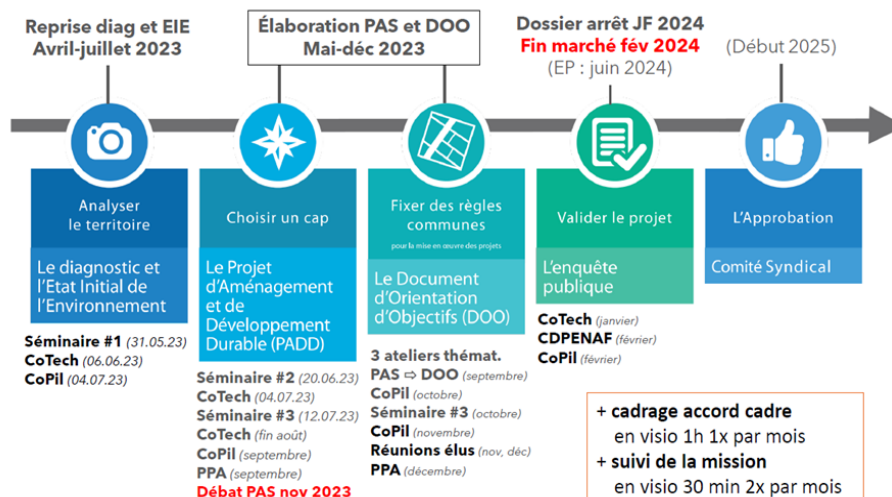 Reprise diag et EIE
Avril-juillet 2023
Élaboration PAS et DOO
Mai-déc 2023
Dossier arrêt JF 2024
Fin marché fév 2024
(EP : juin 2024)
(Début 2025)
Analyser
le territoire
Le diagnostic et
l'Etat Initial de
l'Environnement
Séminaire #1 (31.05.23)
CoTech (06.06.23)
CoPil (04.07.23)
Choisir un cap
Le Projet
d'Aménagement
et de
Développement
Durable (PADD)
Séminaire #2 (20.06.23)
CoTech (04.07.23)
Séminaire #3 (12.07.23)
CoTech (fin août)
CoPil (septembre)
PPA (septembre)
Débat PAS nov 2023
Fixer des règles
communes
pour la mise en œuvre des projets
Le Document
d'Orientation
d'Objectifs (DOO)
3 ateliers thémat.
PAS ⇨ DOO (septembre)
CoPil (octobre)
Séminaire #3 (octobre)
CoPil (novembre)
Réunions élus (nov, déc)
PPA (décembre)
Valider le projet
L'enquête
publique
CoTech (janvier)
CDPENAF (février)
CoPil (février)
L'Approbation
Comité Syndical
+ cadrage accord cadre
en visio 1h 1x par mois
+ suivi de la mission
en visio 30 min 2x par mois